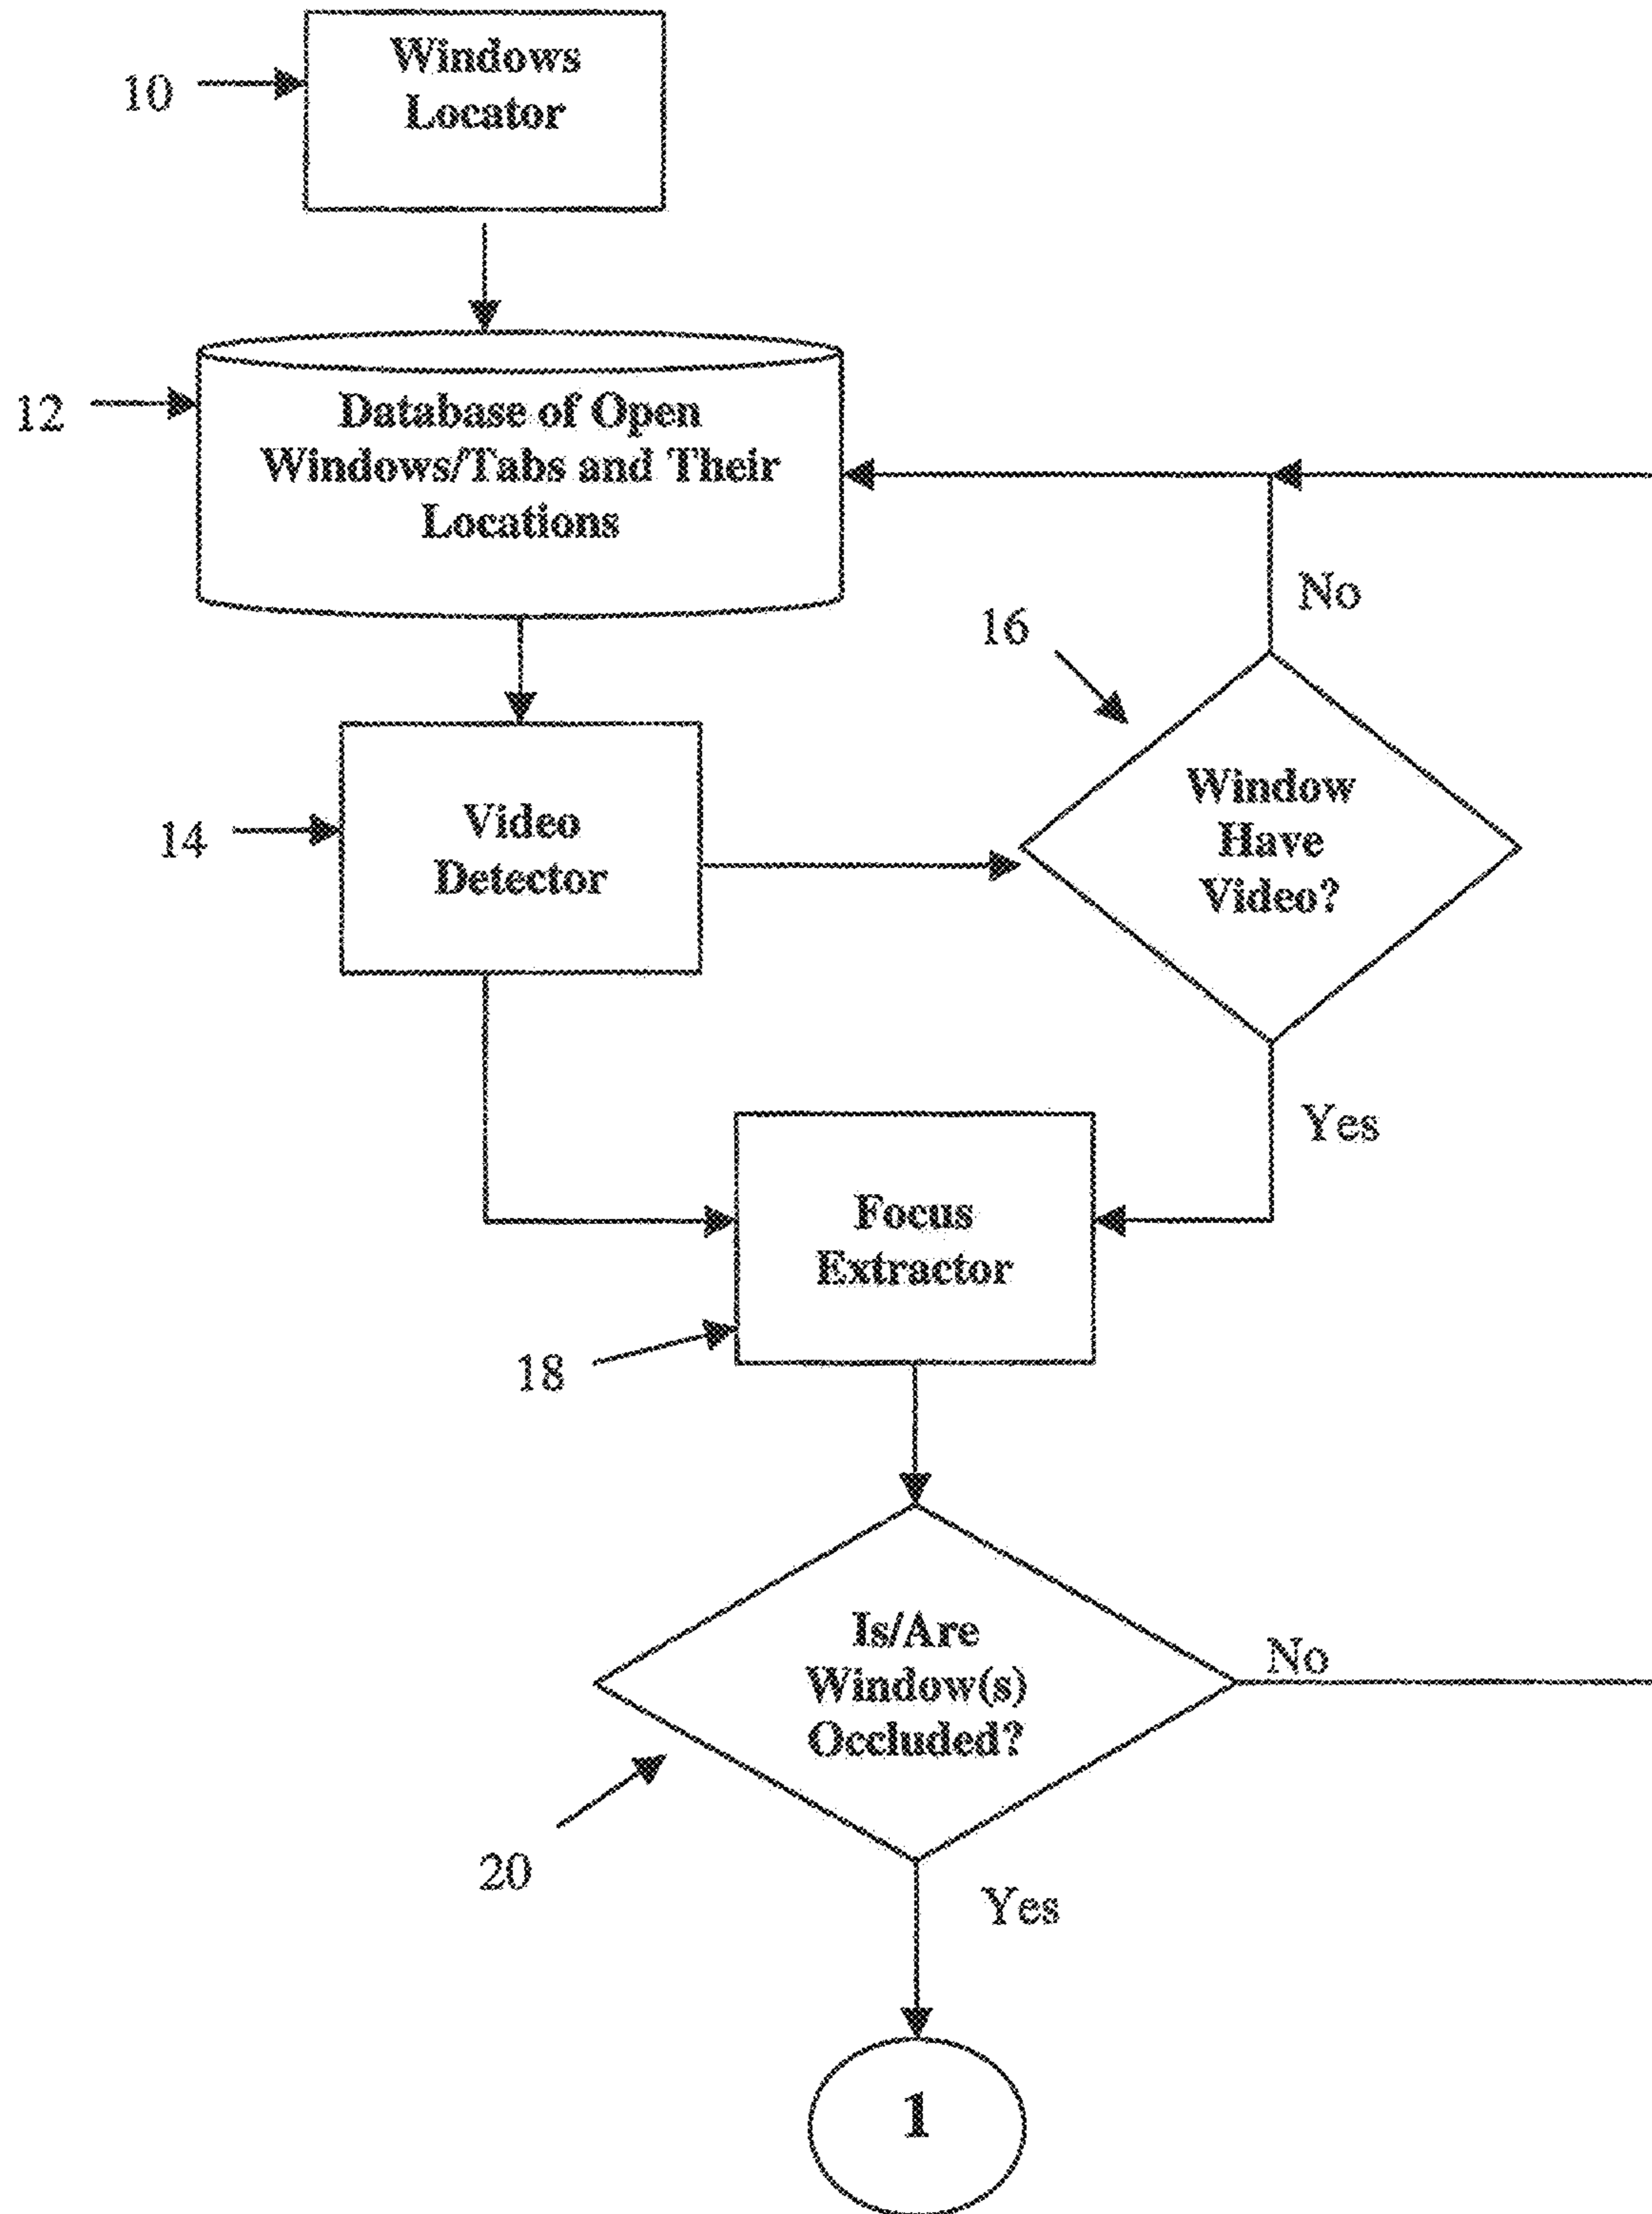 Windows
Locator
10
12
Database of Open
Windows/Tabs and Their
Locations
No
16
Window
Have
Video?
14
Video
Detector
Yes
Focus
Extractor
18
Is/Are
Window(s)
Occluded?
No
20
Yes
1